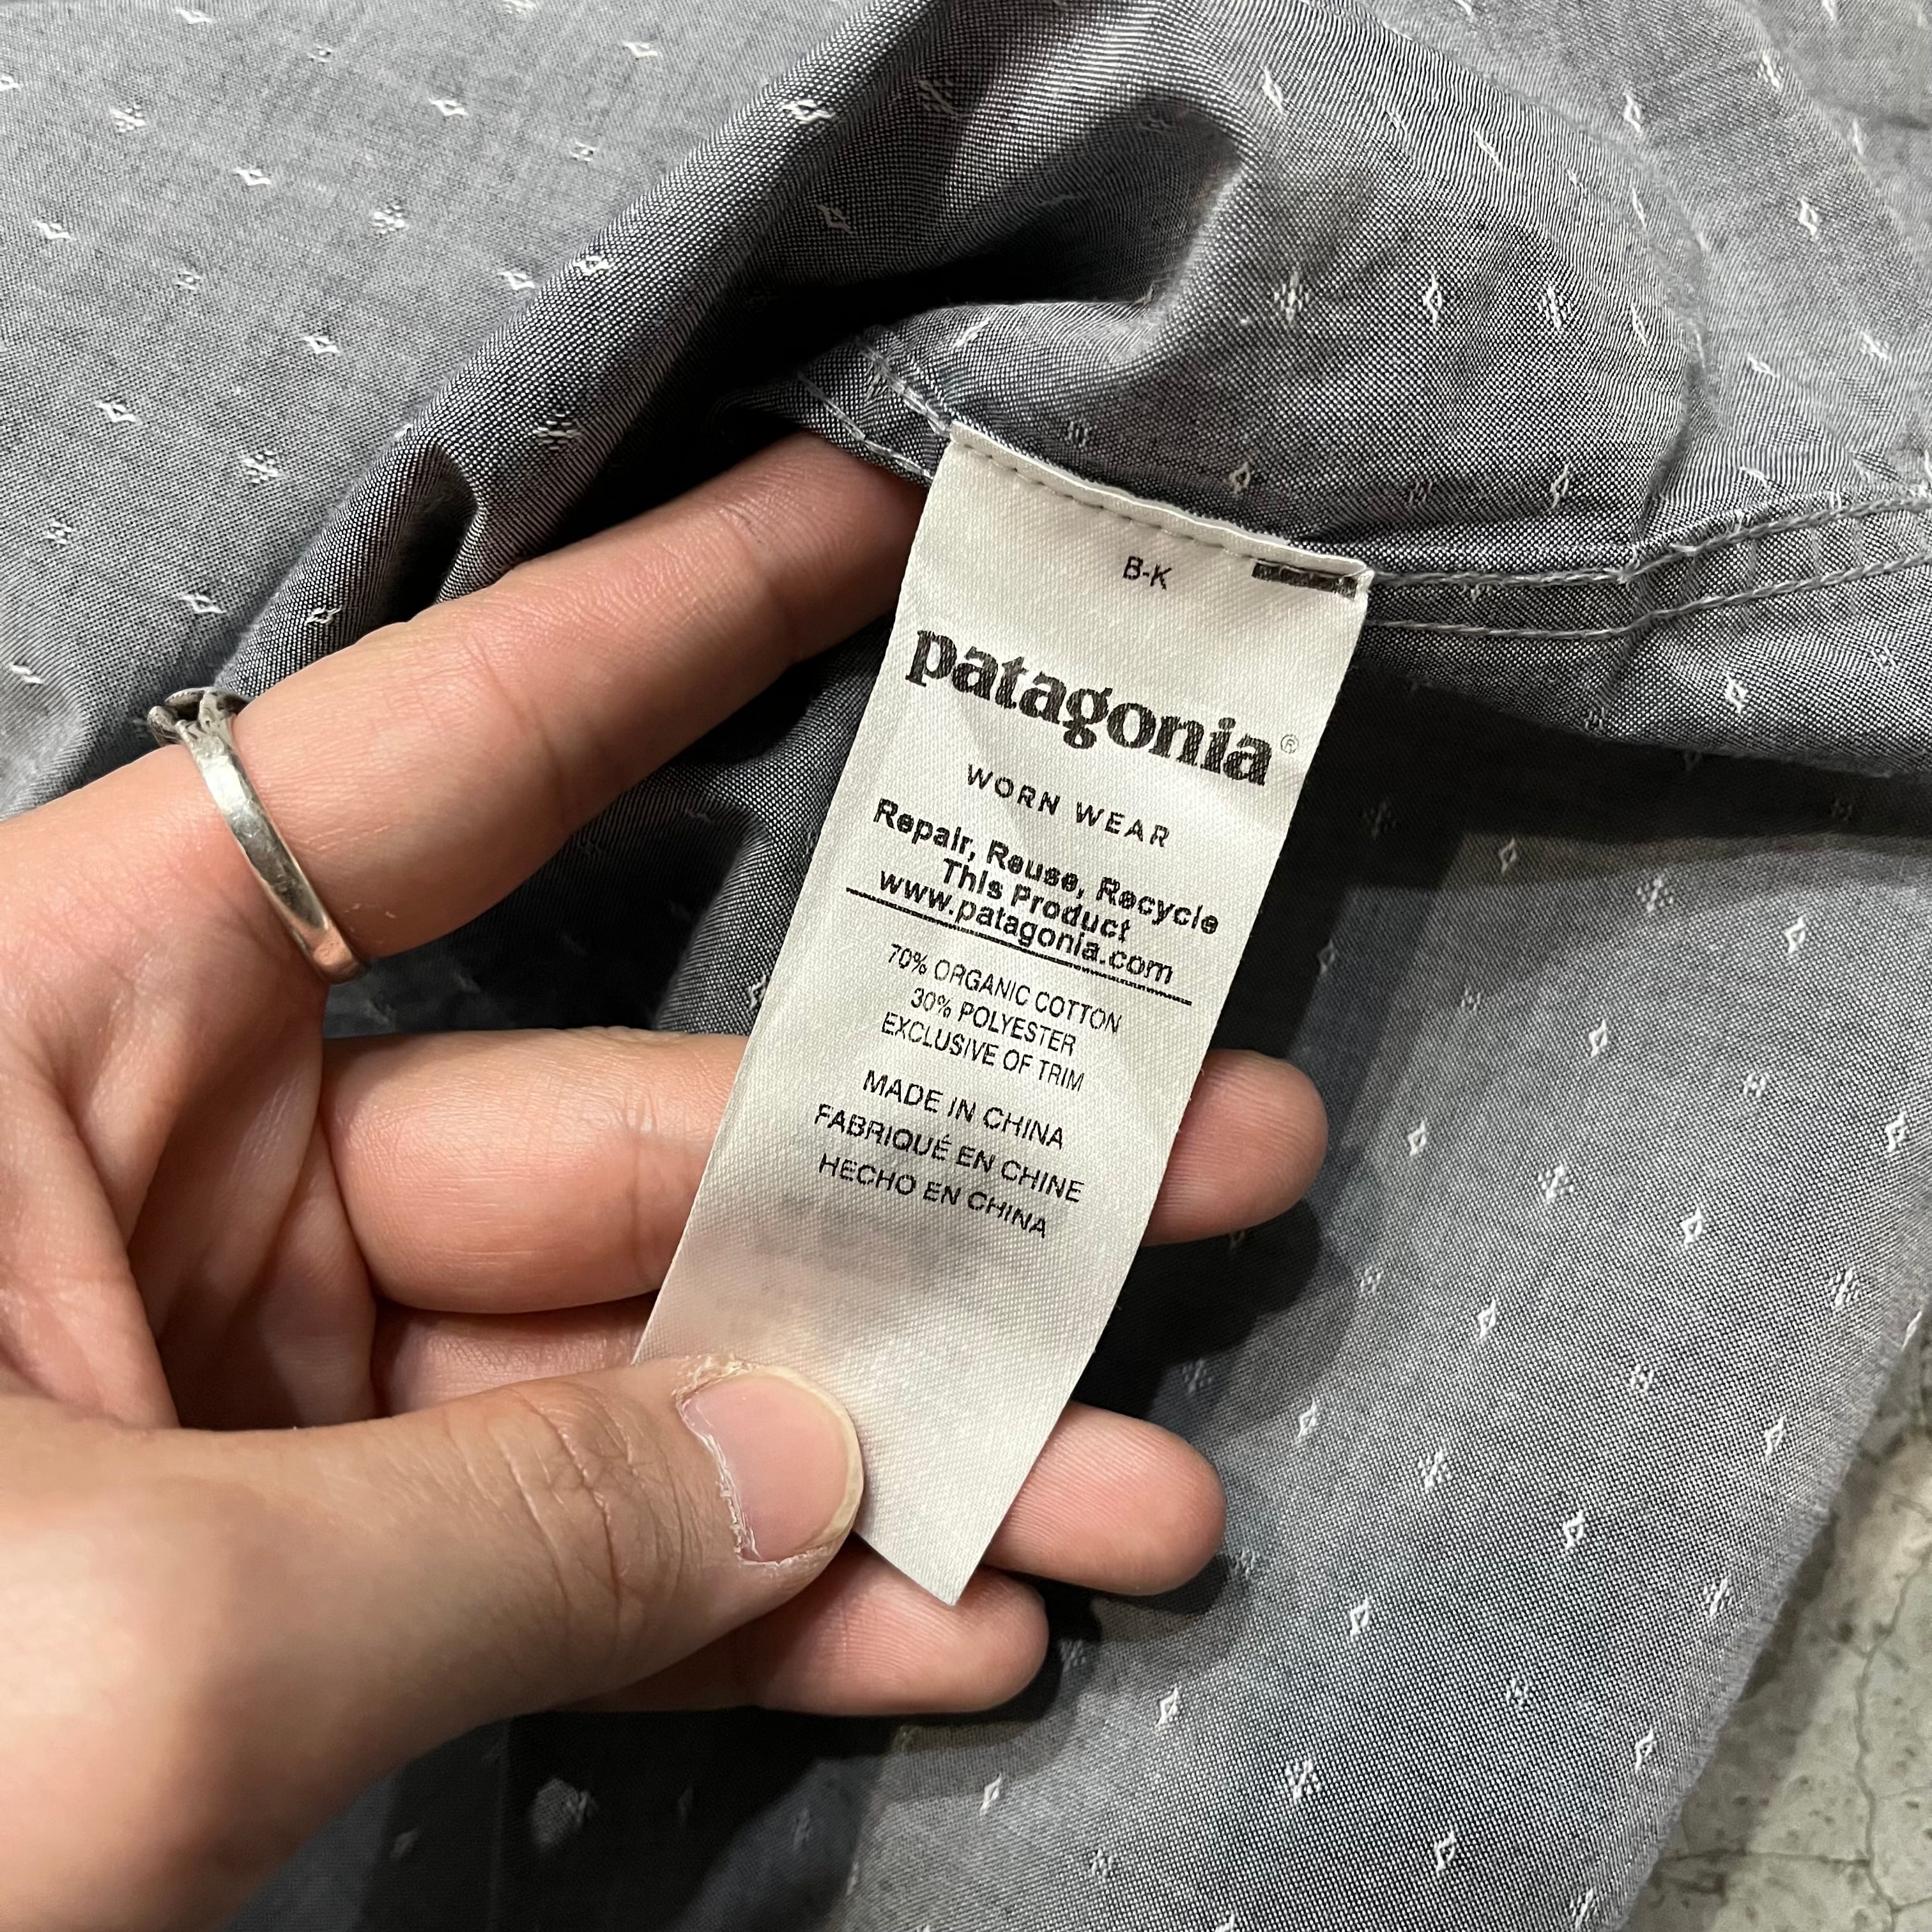 B-K
patagonia®
WORN WEAR
Repair, Reuse, Recycle
This Product
www.patagonia.com
70% ORGANIC COTTON
30% POLYESTER
EXCLUSIVE OF TRIM
MADE IN CHINA
FABRIQUÉ EN CHINE
HECHO EN CHINA